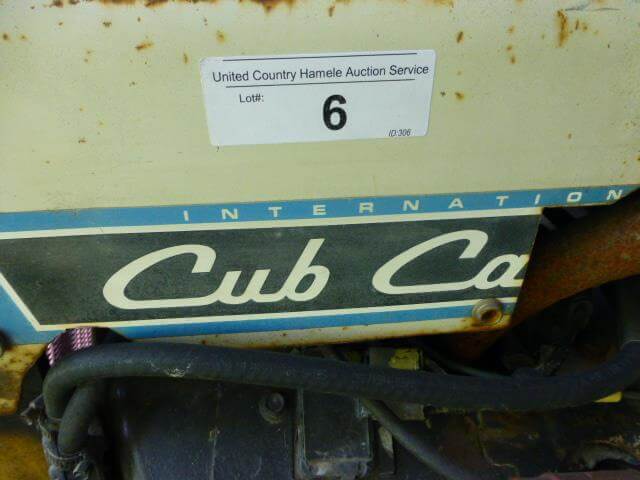 United Country Hamele Auction Service
Lot#:
6
ID:306
INTERNATION
Cub Ca